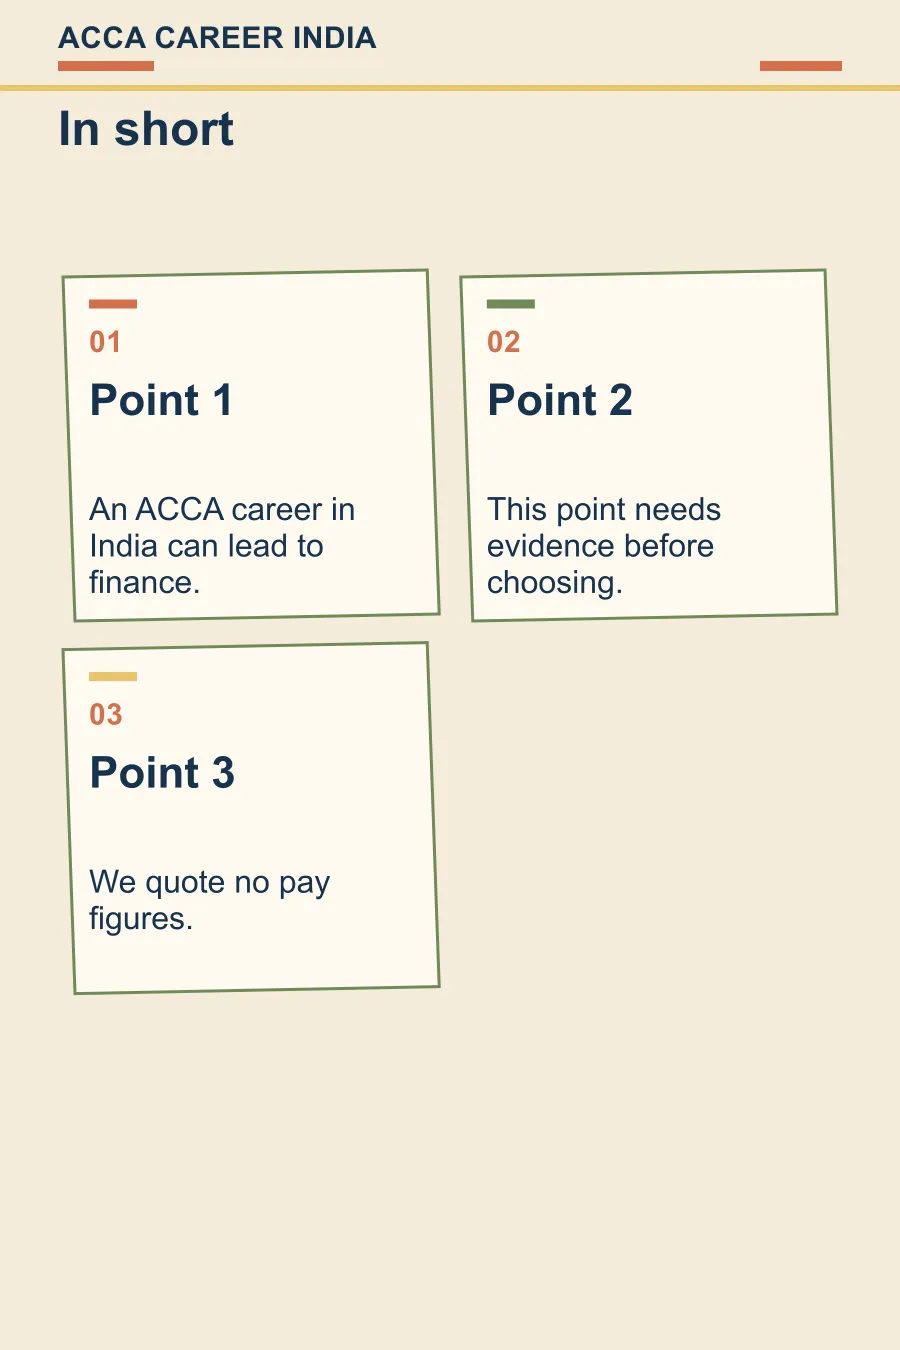 ACCA CAREER INDIA
In short
01
Point 1
An ACCA career in
India can lead to
finance.
02
Point 2
This point needs
evidence before
choosing.
03
Point 3
We quote no pay
figures.